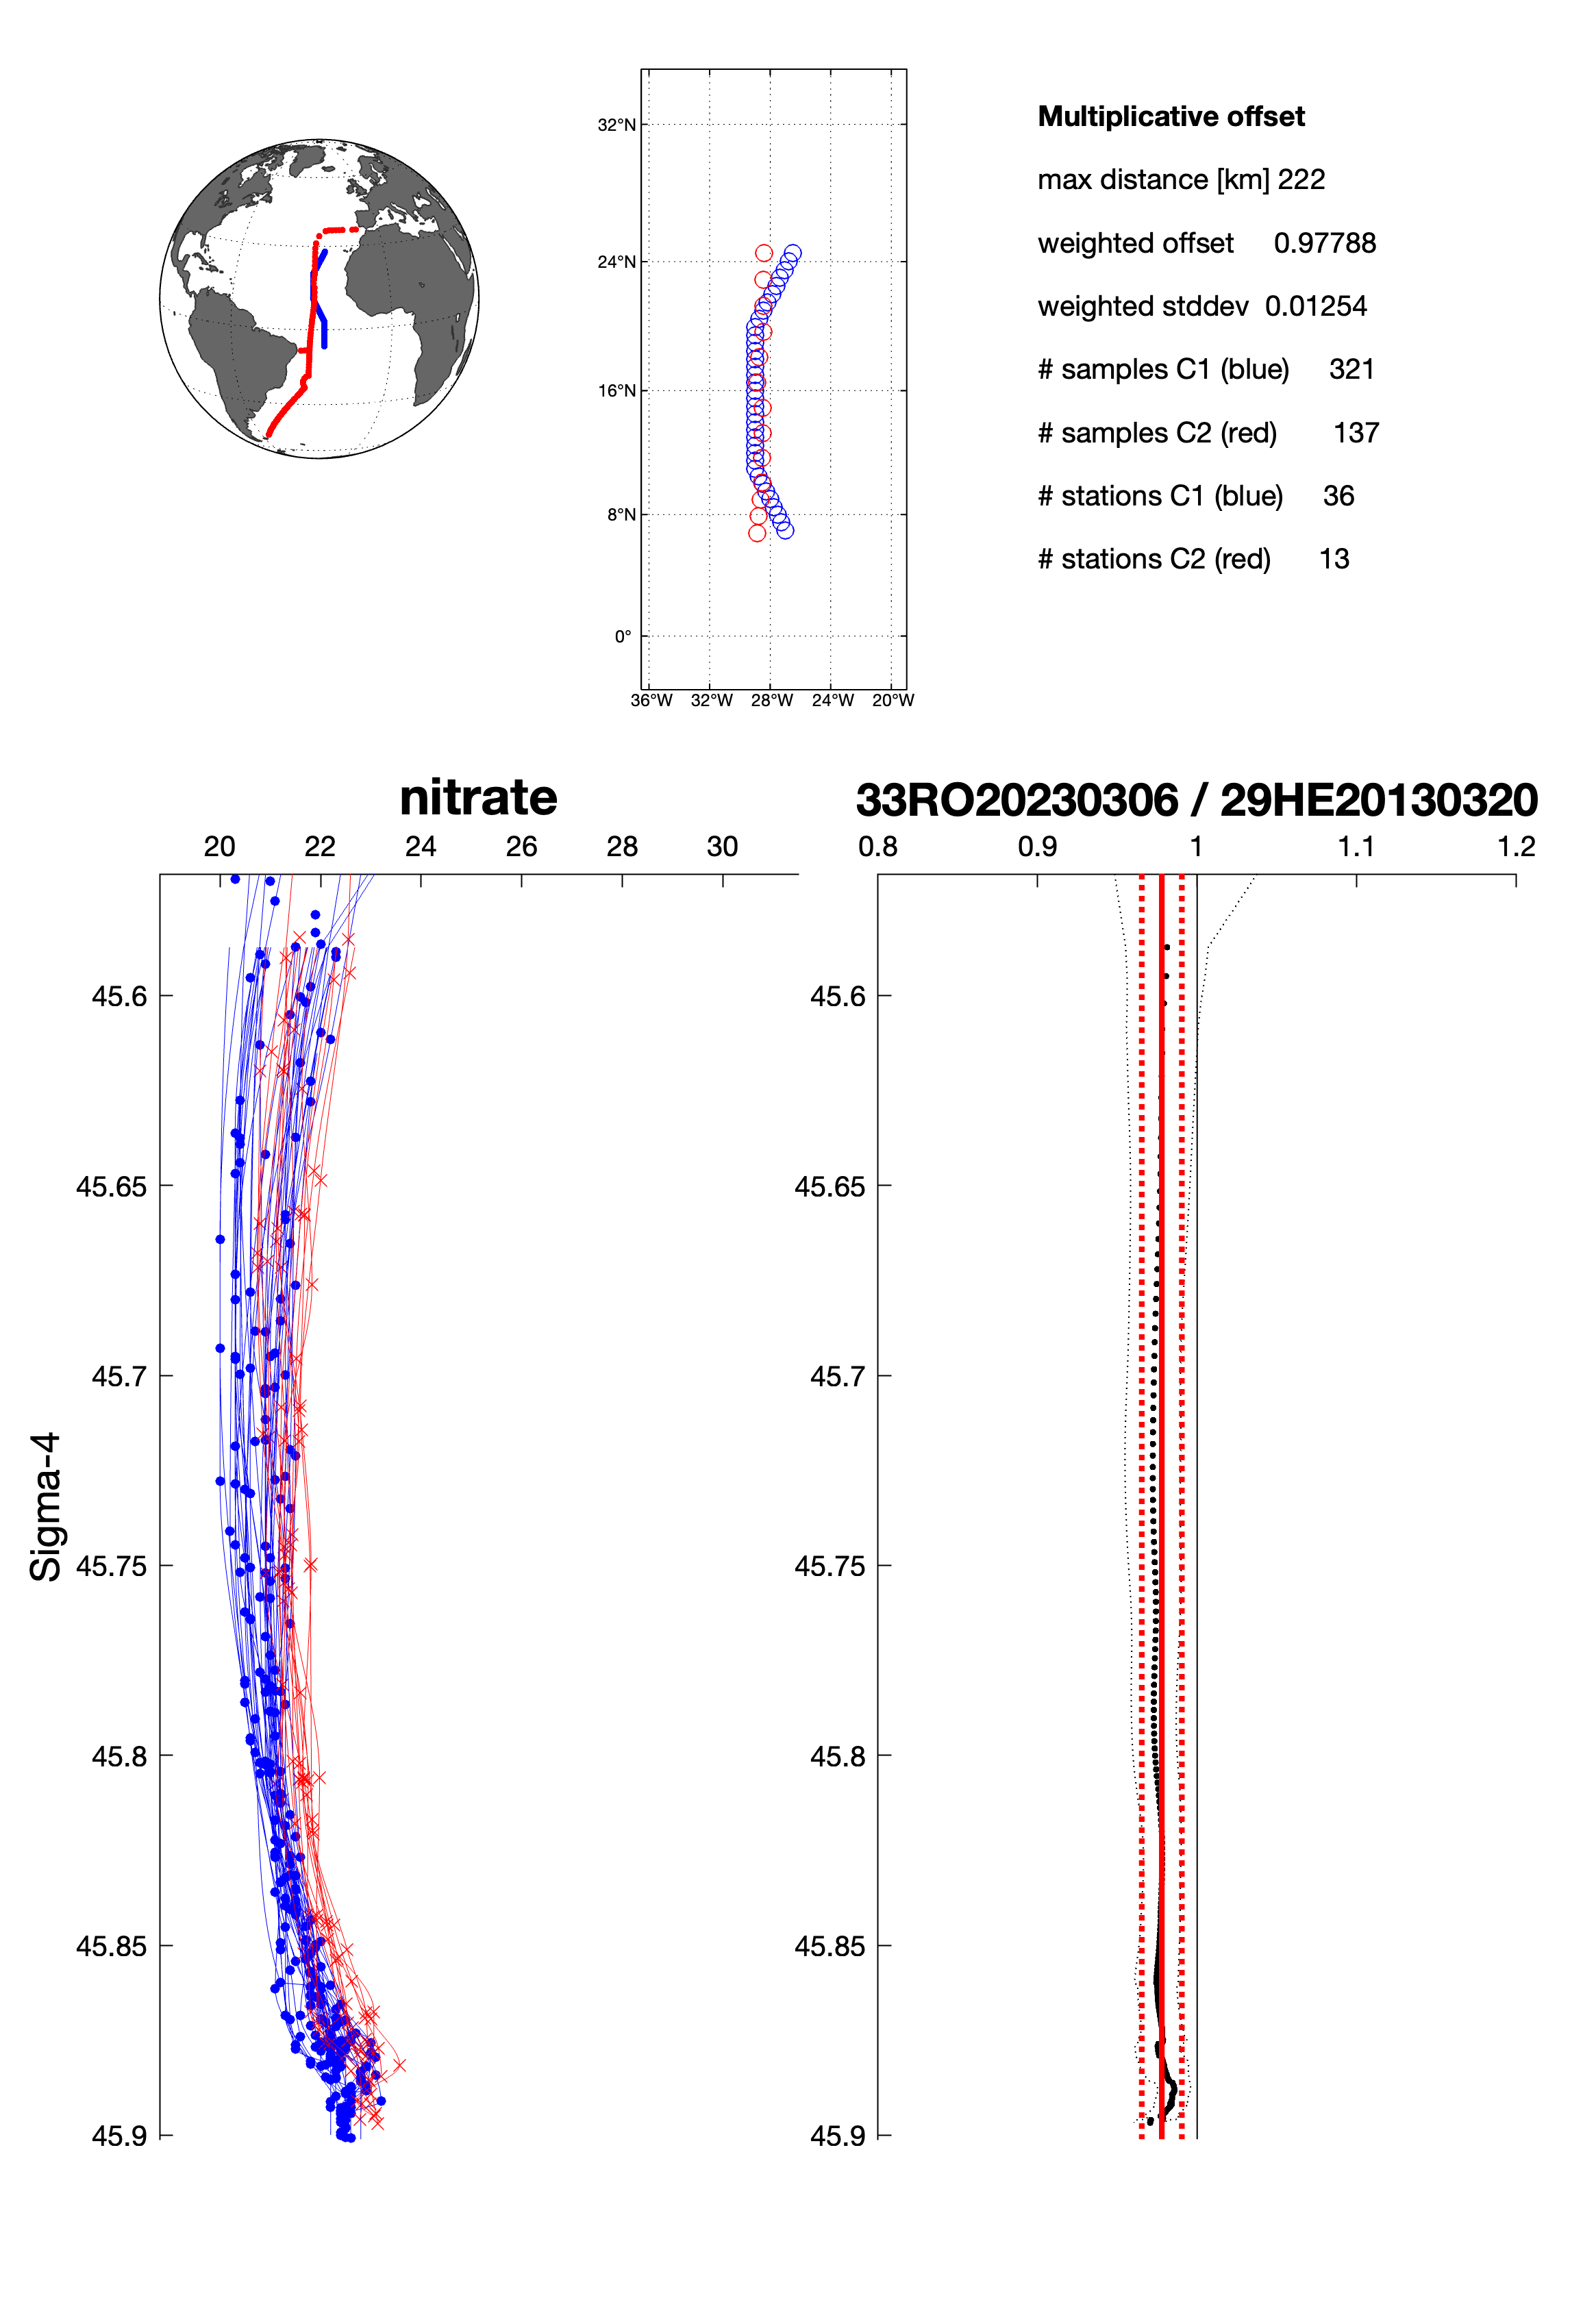 Multiplicative offset
max distance [km] 222
weighted offset 0.97788
weighted stddev 0.01254
# samples C1 (blue) 321
# samples C2 (red) 137
# stations C1 (blue) 36
# stations C2 (red) 13
32°N
24°N
16°N
8°N
0°
36°W 32°W 28°W 24°W 20°W
nitrate
20 22 24 26 28 30
Sigma-4
45.6
45.65
45.7
45.75
45.8
45.85
45.9
33RO20230306 / 29HE20130320
0.8 0.9 1 1.1 1.2
45.6
45.65
45.7
45.75
45.8
45.85
45.9